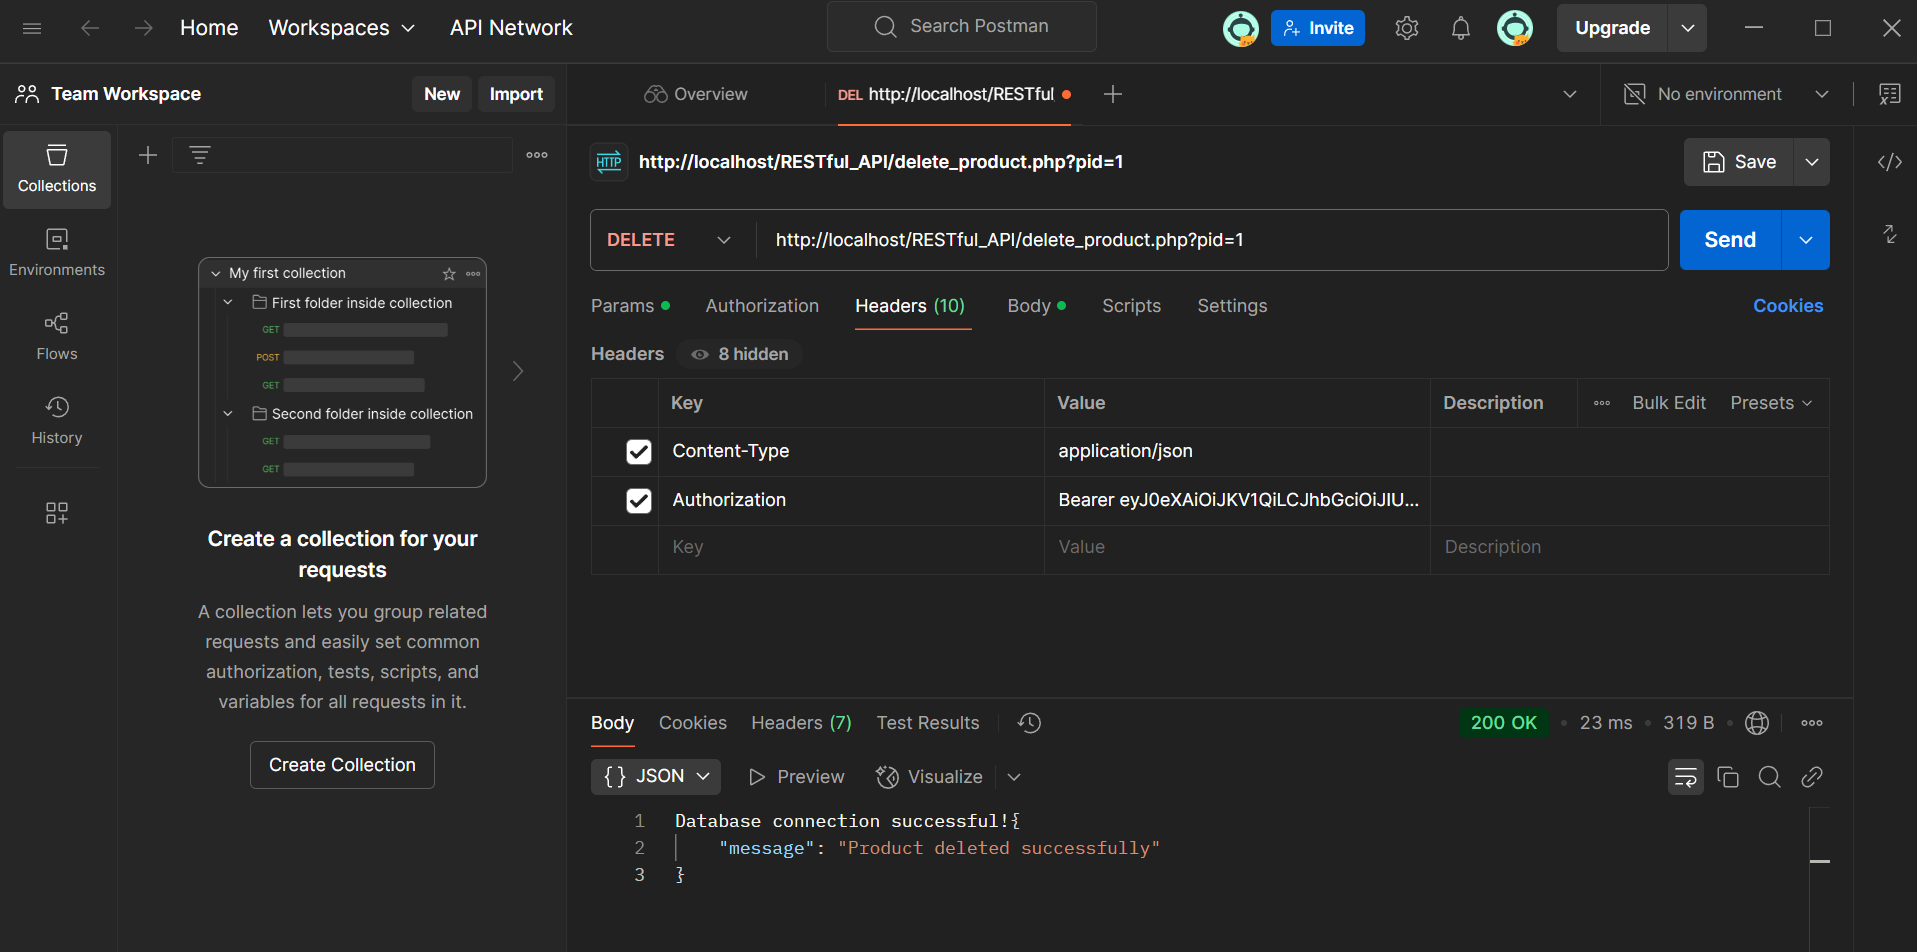 Home Workspaces API Network Search Postman Invite Upgrade
Team Workspace New Import
Overview DEL http://localhost/RESTful No environment
Collections
Environments
Flows
History
My first collection
First folder inside collection
GET
POST
GET
Second folder inside collection
GET
GET
Create a collection for your
requests
A collection lets you group related
requests and easily set common
authorization, tests, scripts, and
variables for all requests in it.
Create Collection
HTTP http://localhost/RESTful_API/delete_product.php?pid=1 Save
DELETE http://localhost/RESTful_API/delete_product.php?pid=1 Send
Params Authorization Headers (10) Body Scripts Settings Cookies
Headers 8 hidden
Key Value Description Bulk Edit Presets
Content-Type application/json
Authorization Bearer eyJ0eXAiOiJKV1QiLCJhbGciOiJIU...
Key Value Description
Body Cookies Headers (7) Test Results 200 OK 23 ms 319 B
{} JSON Preview Visualize
1 Database connection successful!{
2 "message": "Product deleted successfully"
3 }